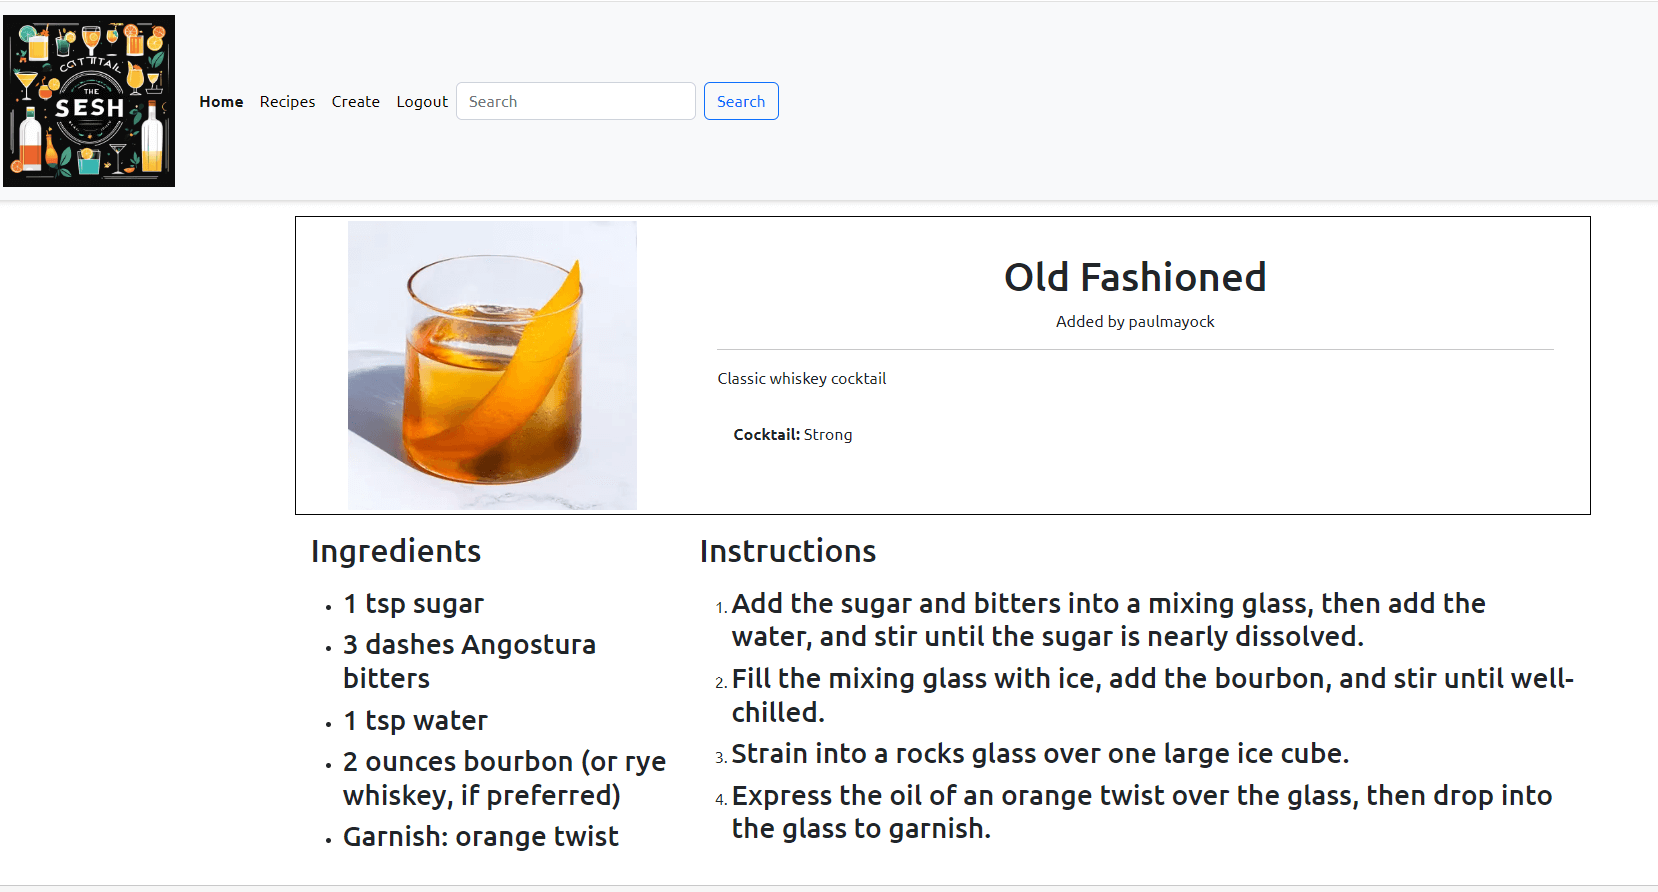 COCTTAIL
THE
SESH
Home Recipes Create Logout Search Search
Old Fashioned
Added by paulmayock
Classic whiskey cocktail
Cocktail: Strong
Ingredients
• 1 tsp sugar
• 3 dashes Angostura
bitters
• 1 tsp water
• 2 ounces bourbon (or rye
whiskey, if preferred)
• Garnish: orange twist
Instructions
1. Add the sugar and bitters into a mixing glass, then add the
water, and stir until the sugar is nearly dissolved.
2. Fill the mixing glass with ice, add the bourbon, and stir until well-
chilled.
3. Strain into a rocks glass over one large ice cube.
4. Express the oil of an orange twist over the glass, then drop into
the glass to garnish.